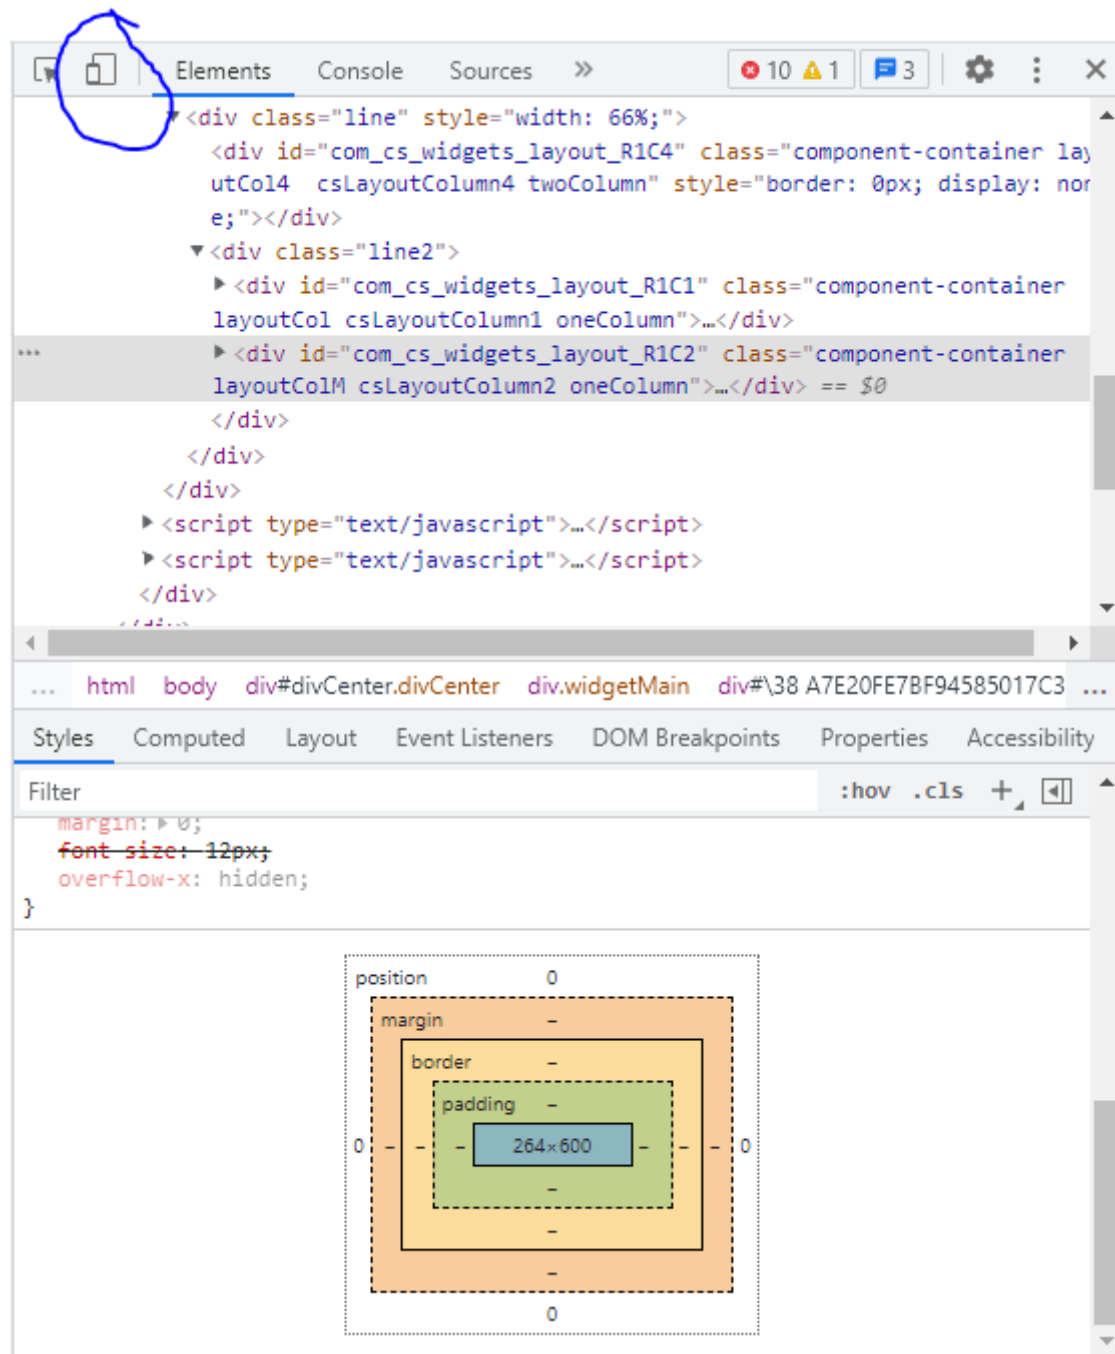 Elements Console Sources >> 10 1 3
<div class="line" style="width: 66%;">
<div id="com_cs_widgets_layout_R1C4" class="component-container lay
utCol4 csLayoutColumn4 twoColumn" style="border: 0px; display: non
e;"></div>
<div class="line2">
<div id="com_cs_widgets_layout_R1C1" class="component-container
layoutCol csLayoutColumn1 oneColumn">…</div>
... <div id="com_cs_widgets_layout_R1C2" class="component-container
layoutColM csLayoutColumn2 oneColumn">…</div> == $0
</div>
</div>
</div>
<script type="text/javascript">…</script>
<script type="text/javascript">…</script>
</div>
</div>
... html body div#divCenter.divCenter div.widgetMain div#\38 A7E20FE7BF94585017C3 ...
Styles Computed Layout Event Listeners DOM Breakpoints Properties Accessibility
Filter :hov .cls +
margin: 0;
font-size: 12px;
overflow-x: hidden;
}
position 0
margin –
border –
padding –
0 – – – 264×600 – – – 0
–
–
–
0